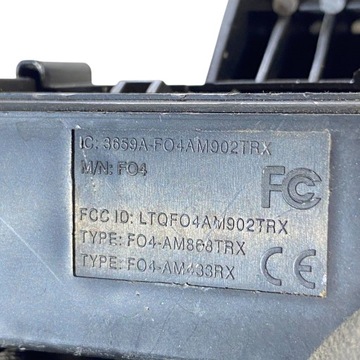 IC: 3659A-FO4AM902TRX
M/N: FO4
FC
FCC ID: LTQFO4AM902TRX
TYPE: FO4-AM868TRX
TYPE: FO4-AM433RX
CE